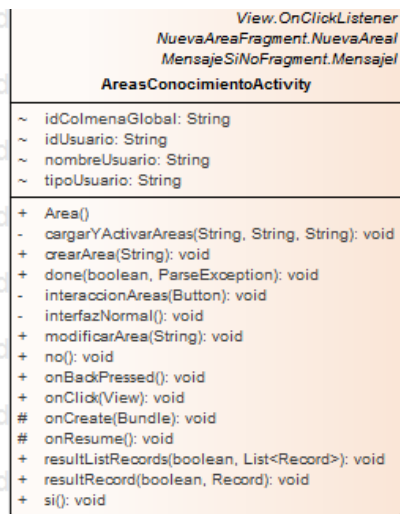 View.OnClickListener
NuevaAreaFragment.NuevaAreaI
MensajeSiNoFragment.MensajeI
AreasConocimientoActivity
~ idColmenaGlobal: String
~ idUsuario: String
~ nombreUsuario: String
~ tipoUsuario: String
+ Area()
- cargarYActivarAreas(String, String, String): void
+ crearArea(String): void
+ done(boolean, ParseException): void
- interaccionAreas(Button): void
- interfazNormal(): void
+ modificarArea(String): void
+ no(): void
+ onBackPressed(): void
+ onClick(View): void
# onCreate(Bundle): void
# onResume(): void
+ resultListRecords(boolean, List<Record>): void
+ resultRecord(boolean, Record): void
+ si(): void